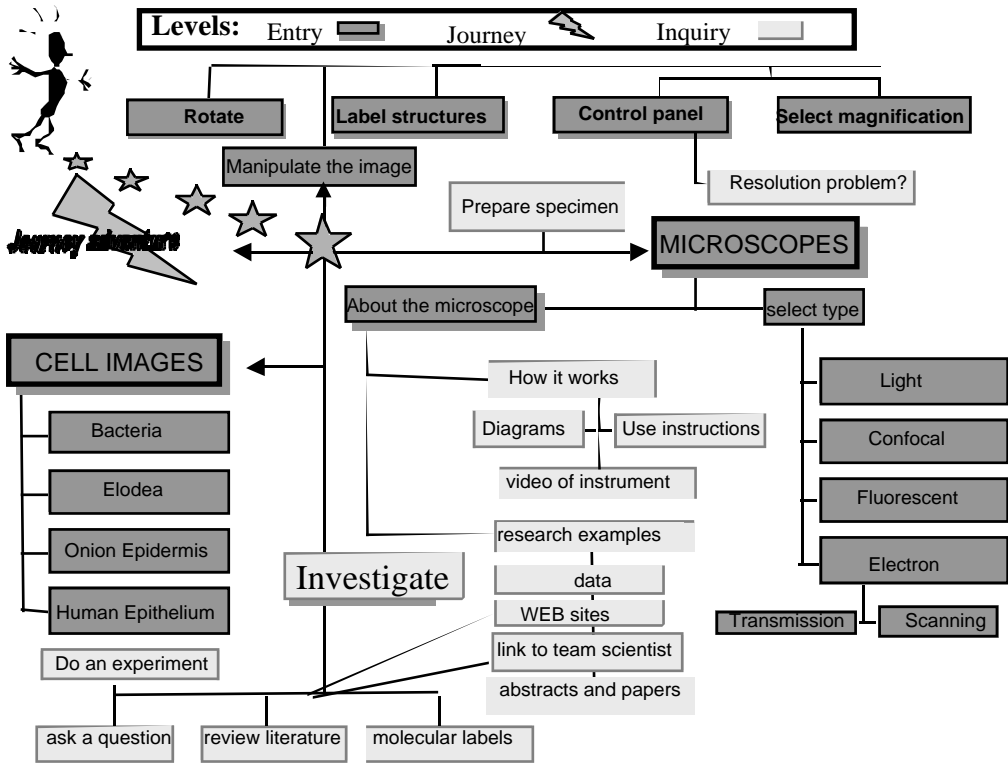 Levels: Entry Journey Inquiry
Rotate
Label structures
Control panel
Select magnification
Manipulate the image
Resolution problem?
Prepare specimen
Journey adventure
MICROSCOPES
About the microscope
select type
CELL IMAGES
How it works
Light
Bacteria
Diagrams
Use instructions
Confocal
video of instrument
Elodea
Fluorescent
research examples
Onion Epidermis
Electron
Investigate
data
Human Epithelium
WEB sites
Transmission
Scanning
Do an experiment
link to team scientist
abstracts and papers
ask a question
review literature
molecular labels